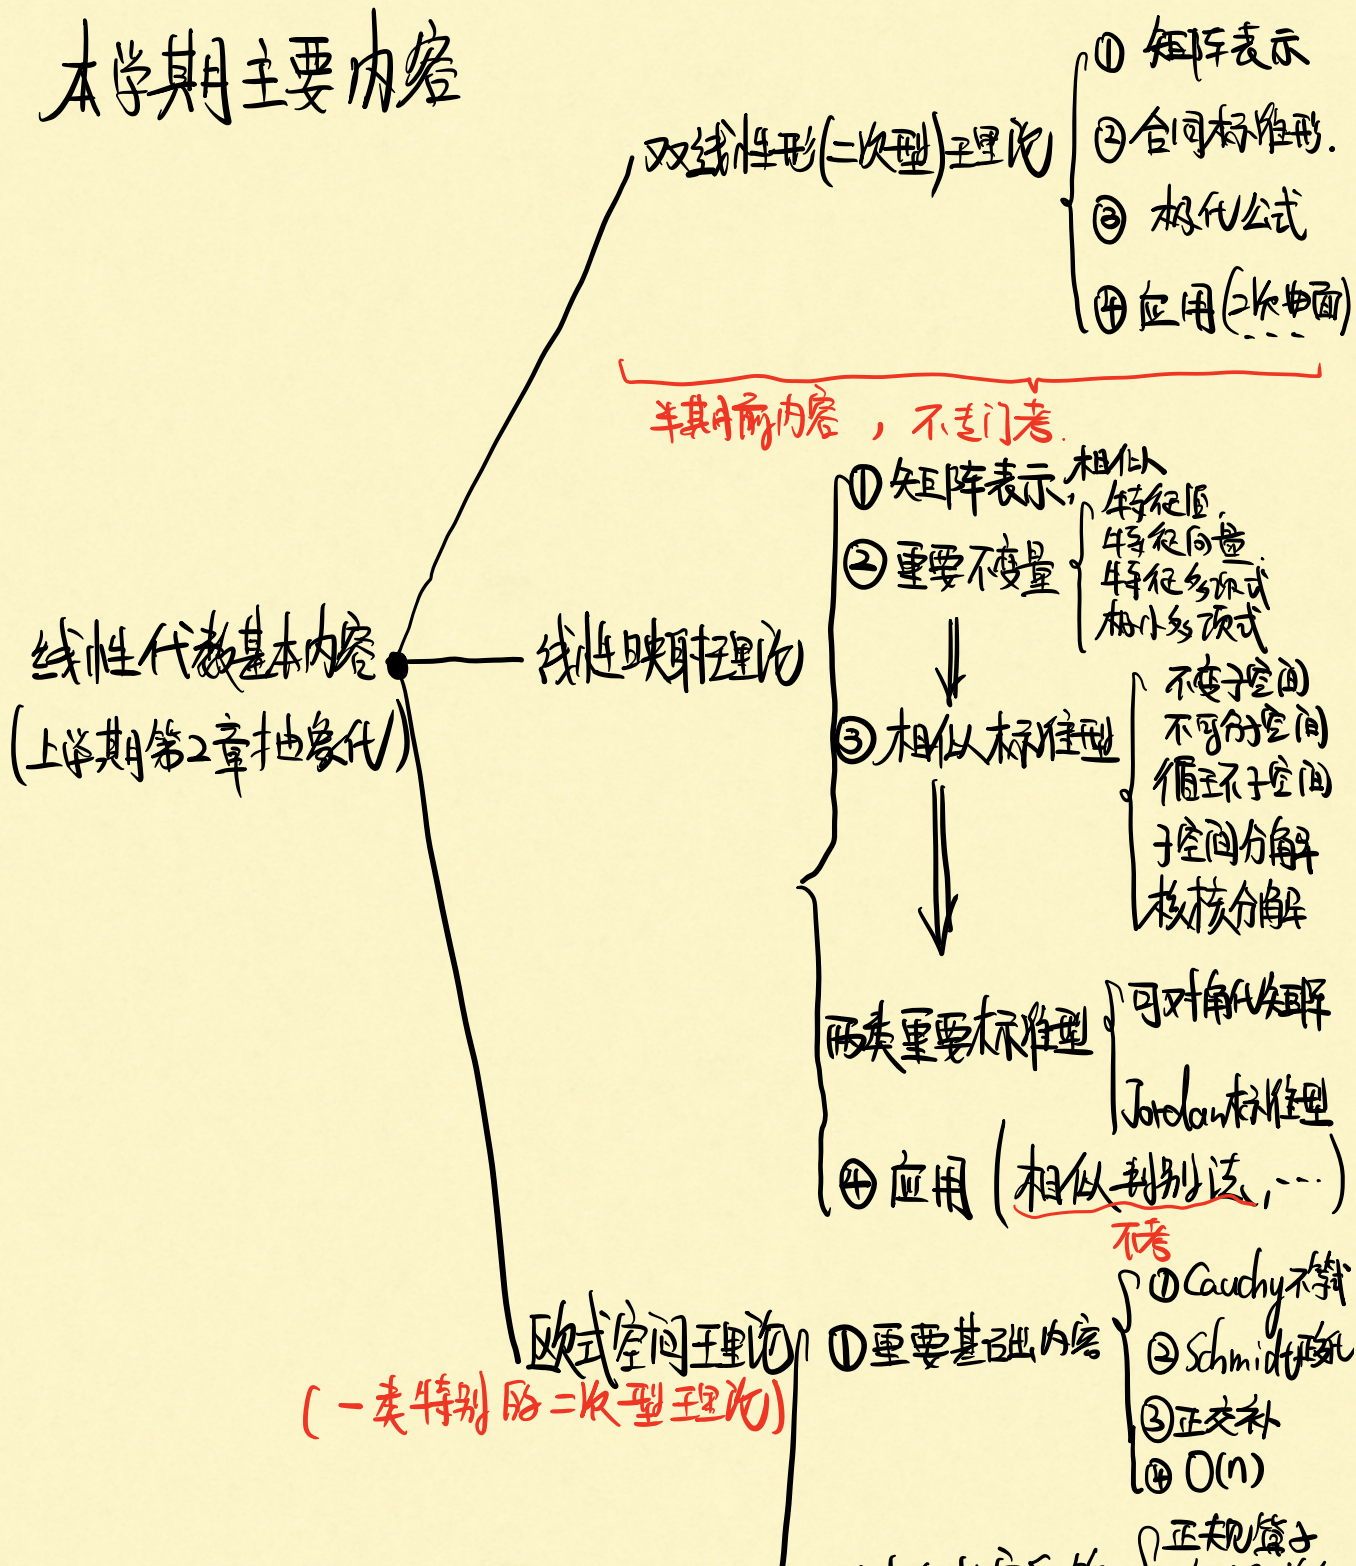 本学期主要内容
双线性形(二次型)理论
① 矩阵表示
② 合同标准形.
③ 极化公式
④ 应用(二次曲面)
...
半期前内容，不专门考.
线性代数基本内容
(上学期第2章抽象化)
线性映射理论
① 矩阵表示, 相似
② 重要不变量
特征值.
特征向量.
特征多项式
极小多项式
③ 相似标准型
不变子空间
不可分子空间
循环子空间
子空间分解
核核分解
两类重要标准型
可对角化矩阵
Jordan标准型
④ 应用 (相似判别法, ...)
不考
欧式空间理论
(一类特别的二次型理论)
① 重要基础内容
① Cauchy不等式
② Schmidt正交化
③ 正交补
④ O(n)
正规算子